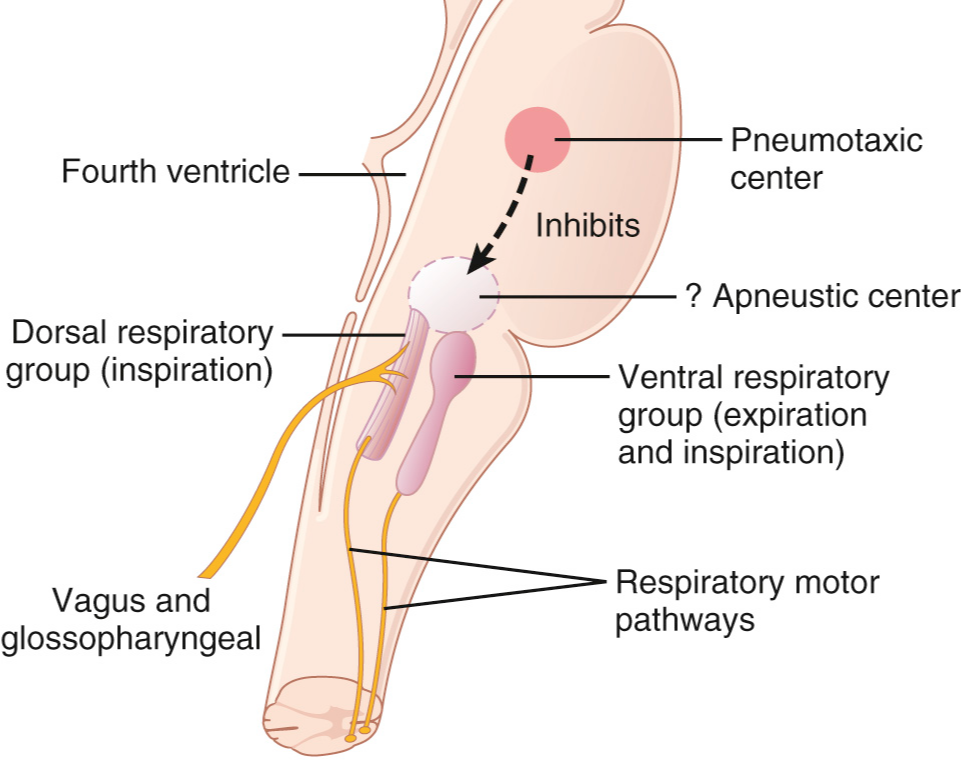 Pneumotaxic
center
Fourth ventricle
Inhibits
? Apneustic center
Dorsal respiratory
group (inspiration)
Ventral respiratory
group (expiration
and inspiration)
Vagus and
glossopharyngeal
Respiratory motor
pathways